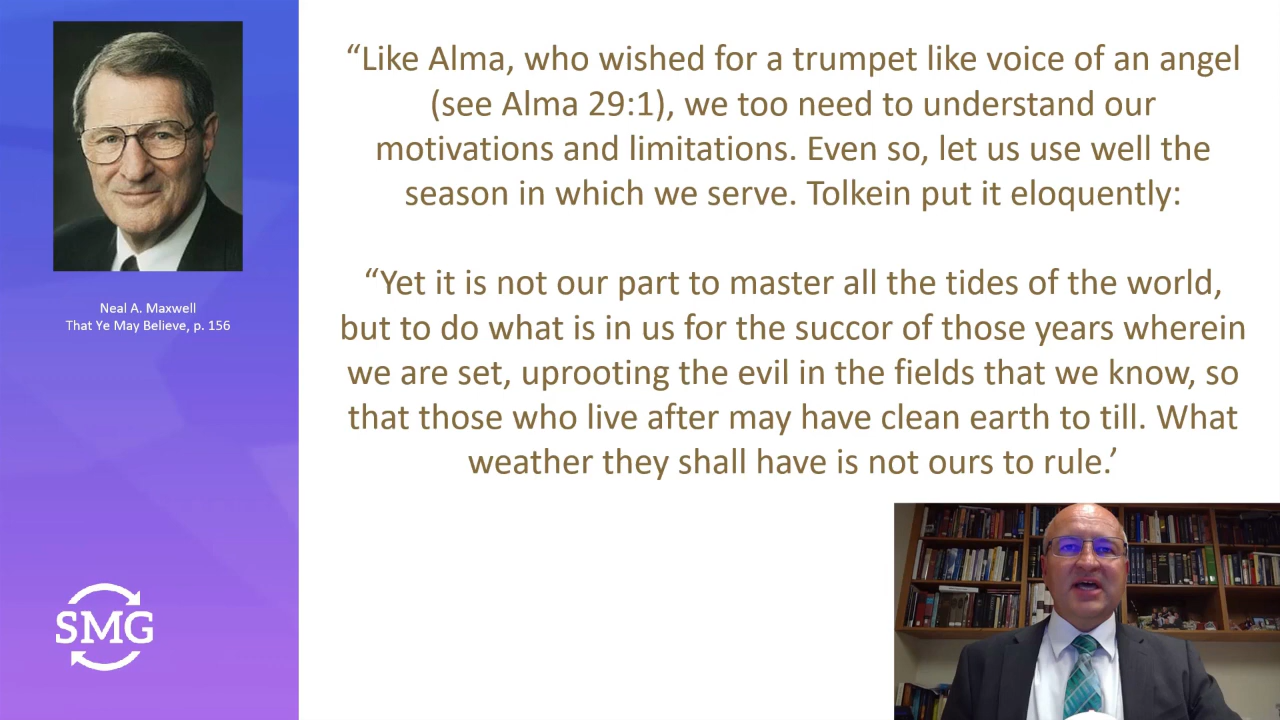 Neal A. Maxwell
That Ye May Believe, p. 156
SMG
“Like Alma, who wished for a trumpet like voice of an angel
(see Alma 29:1), we too need to understand our
motivations and limitations. Even so, let us use well the
season in which we serve. Tolkein put it eloquently:
“Yet it is not our part to master all the tides of the world,
but to do what is in us for the succor of those years wherein
we are set, uprooting the evil in the fields that we know, so
that those who live after may have clean earth to till. What
weather they shall have is not ours to rule.’